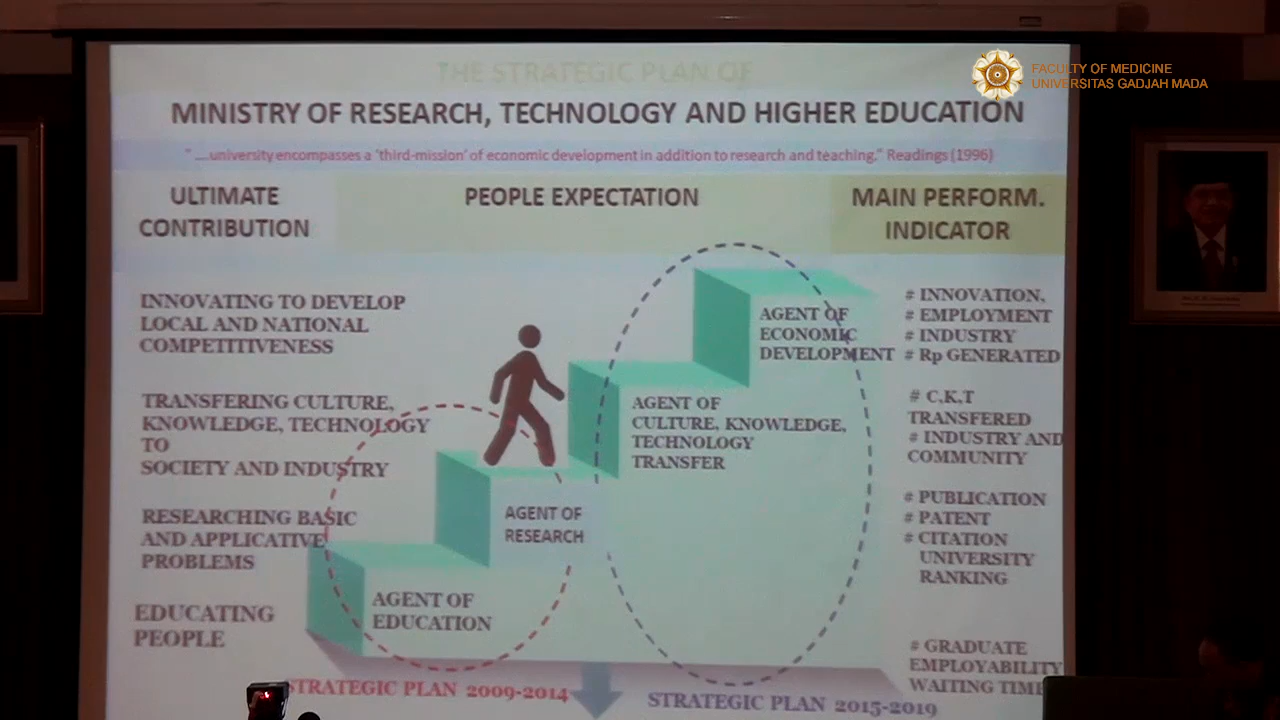 THE STRATEGIC PLAN OF
MINISTRY OF RESEARCH, TECHNOLOGY AND HIGHER EDUCATION
" ....university encompasses a 'third-mission' of economic development in addition to research and teaching." Readings (1996)
FACULTY OF MEDICINE
UNIVERSITAS GADJAH MADA
ULTIMATE
CONTRIBUTION
PEOPLE EXPECTATION
MAIN PERFORM.
INDICATOR
INNOVATING TO DEVELOP
LOCAL AND NATIONAL
COMPETITIVENESS
TRANSFERING CULTURE,
KNOWLEDGE, TECHNOLOGY
TO
SOCIETY AND INDUSTRY
RESEARCHING BASIC
AND APPLICATIVE
PROBLEMS
EDUCATING
PEOPLE
AGENT OF
EDUCATION
AGENT OF
RESEARCH
AGENT OF
CULTURE, KNOWLEDGE,
TECHNOLOGY
TRANSFER
AGENT OF
ECONOMIC
DEVELOPMENT
# INNOVATION,
# EMPLOYMENT
# INDUSTRY
# Rp GENERATED
# C,K,T
TRANSFERED
# INDUSTRY AND
COMMUNITY
# PUBLICATION
# PATENT
# CITATION
UNIVERSITY
RANKING
# GRADUATE
EMPLOYABILITY
WAITING TIME
STRATEGIC PLAN 2009-2014
STRATEGIC PLAN 2015-2019